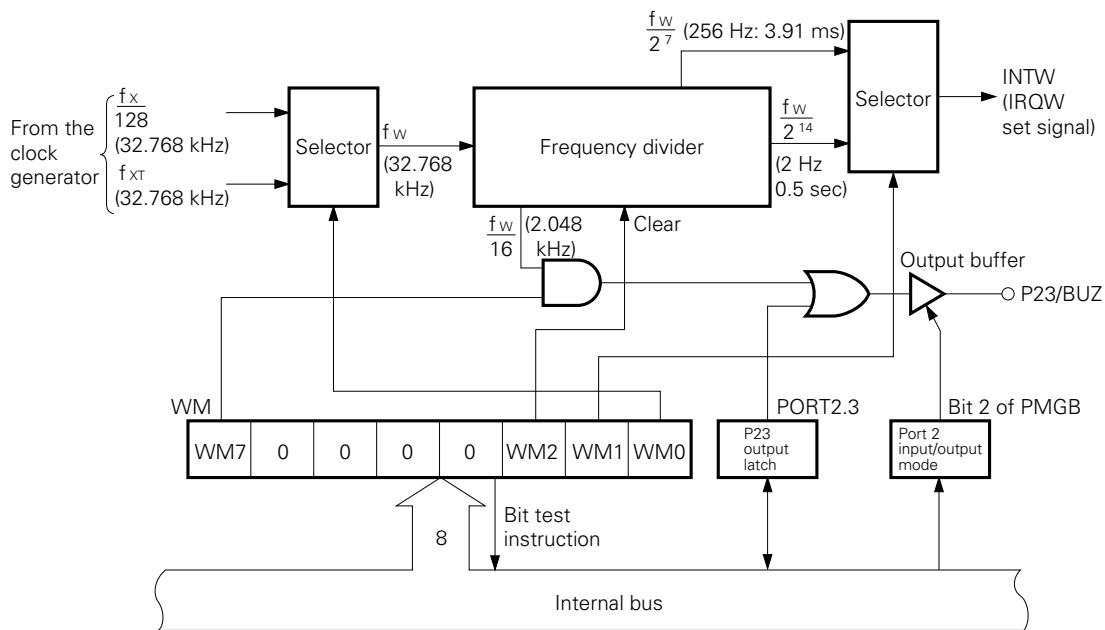 From the
clock
generator
fX
128
(32.768 kHz)
fXT
(32.768 kHz)
Selector
fW
(32.768
kHz)
Frequency divider
fW
2^7
(256 Hz: 3.91 ms)
fW
2^14
(2 Hz
0.5 sec)
Selector
INTW
(IRQW
set signal)
fW
16
(2.048
kHz)
Clear
Output buffer
P23/BUZ
WM
WM7 0 0 0 0 WM2 WM1 WM0
PORT2.3
P23
output
latch
Bit 2 of PMGB
Port 2
input/output
mode
8
Bit test
instruction
Internal bus